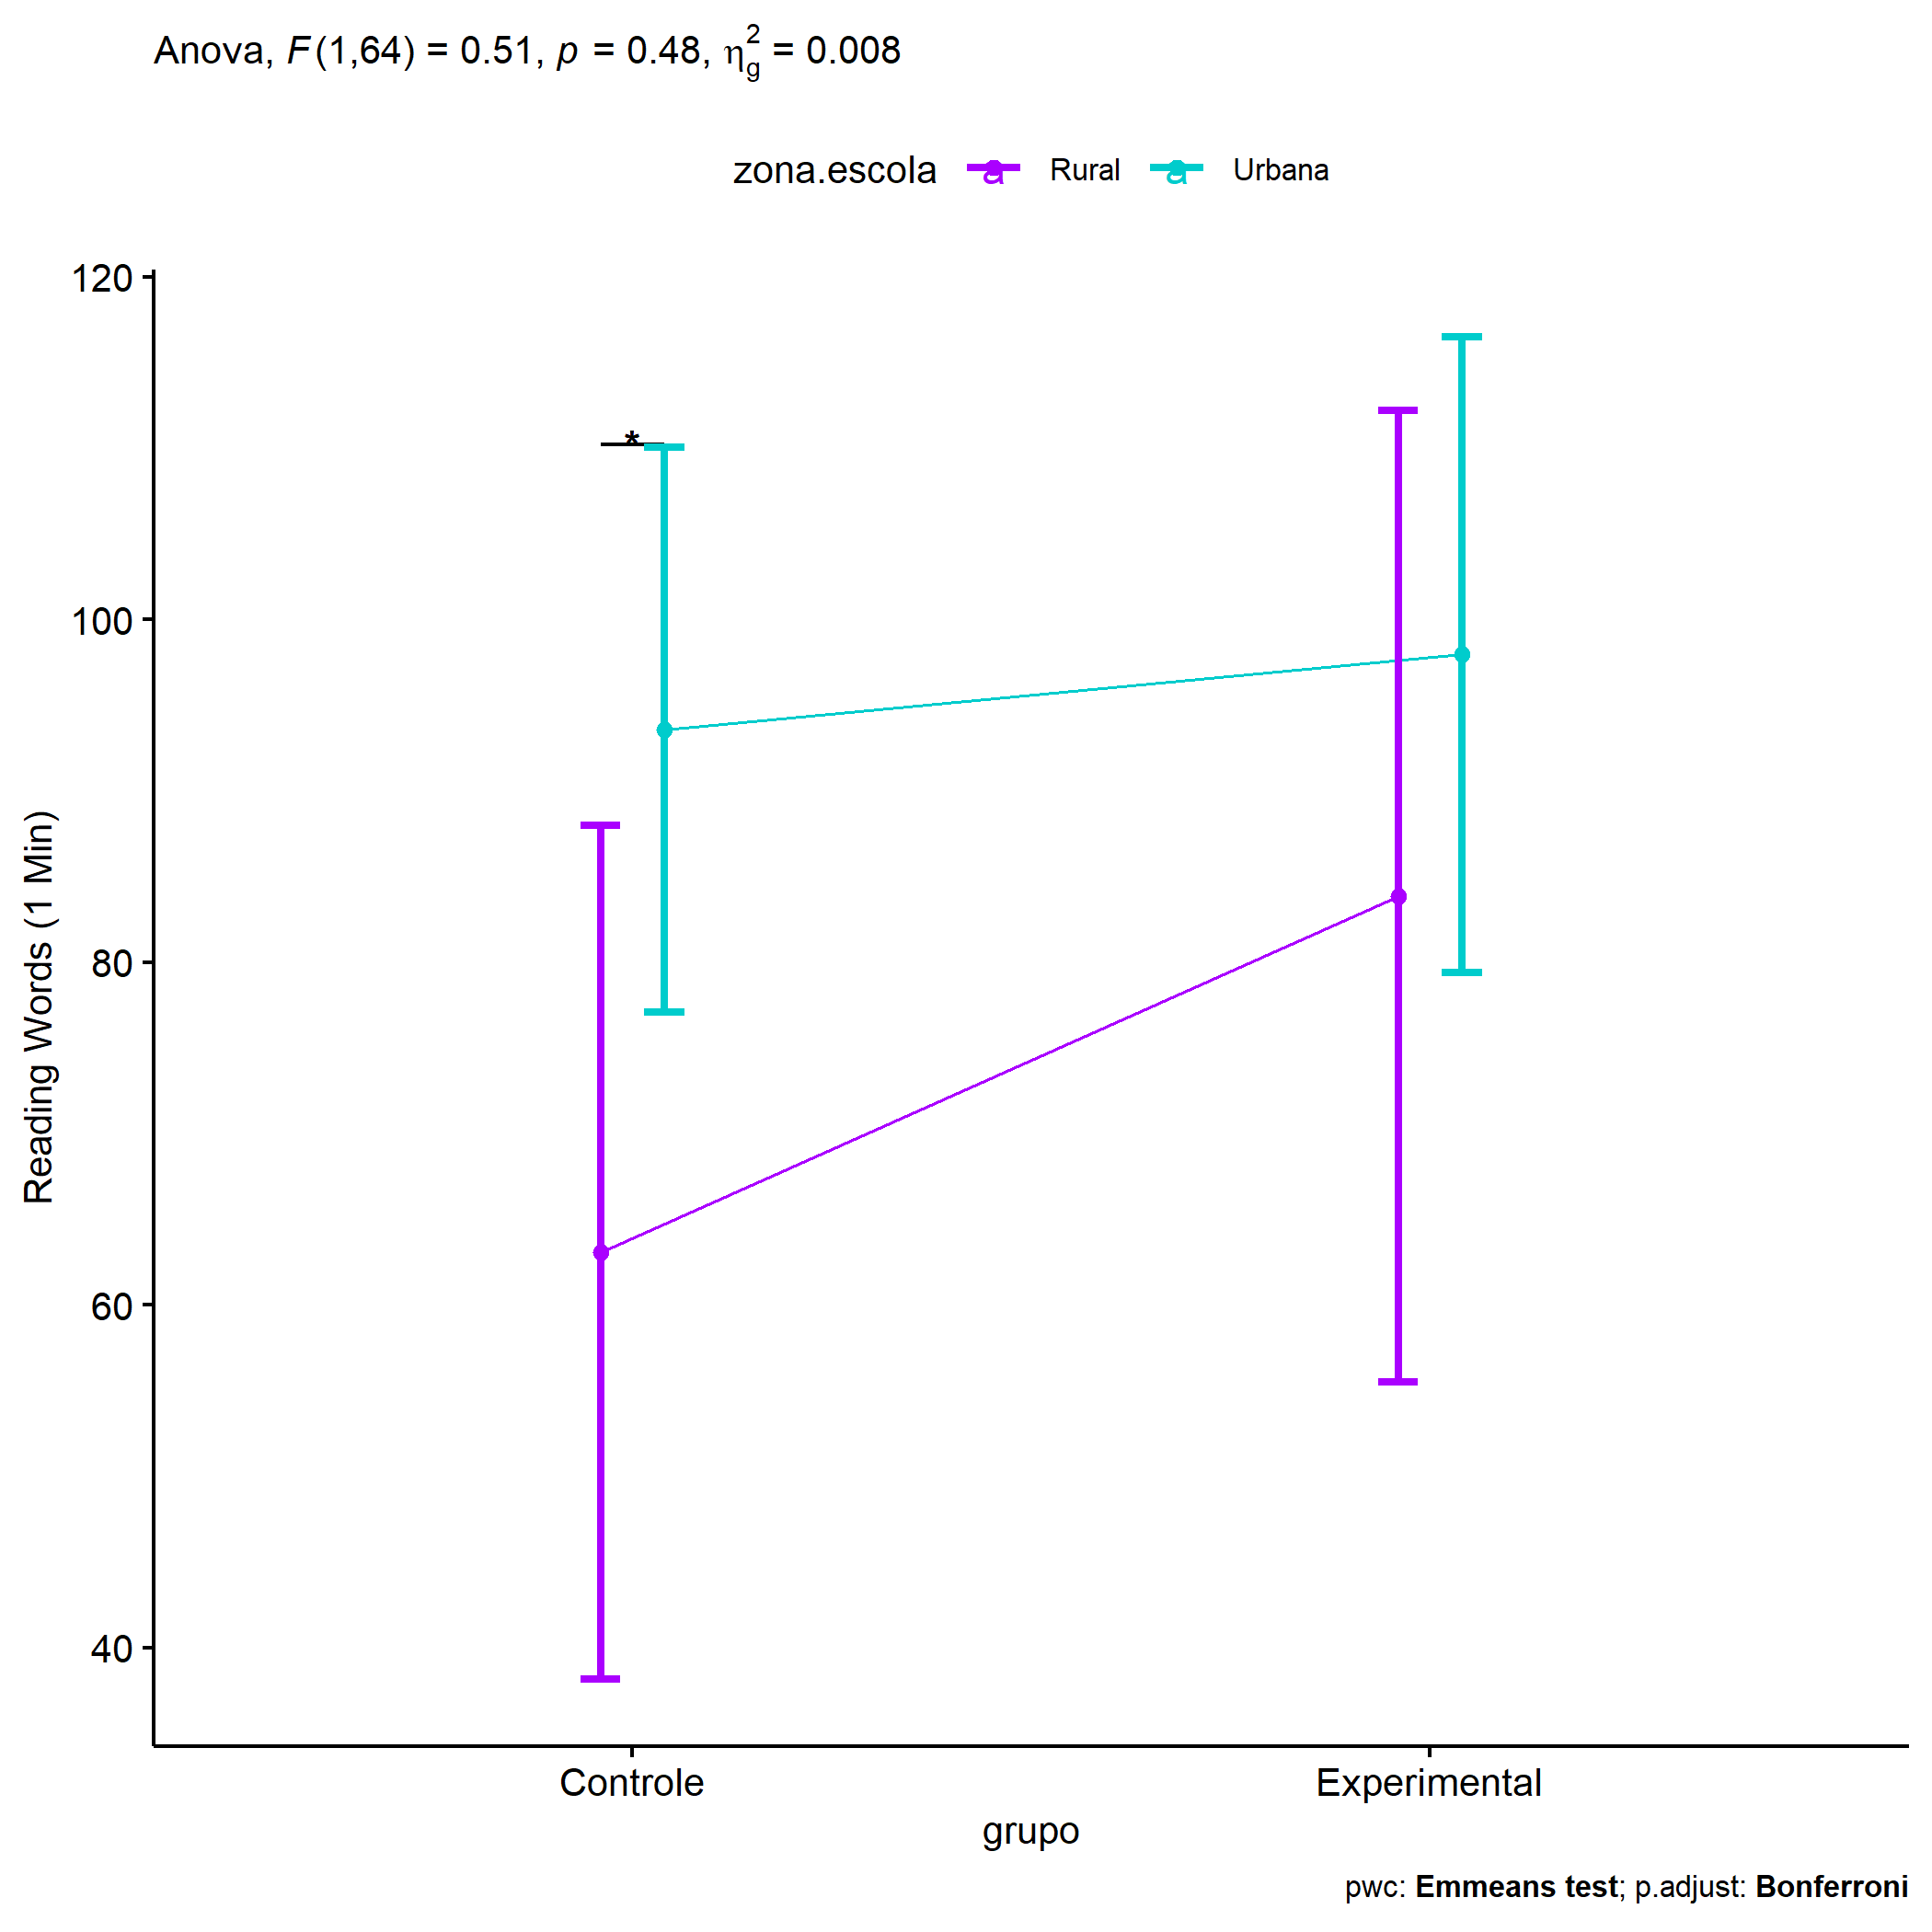 Anova, F(1,64) = 0.51, p = 0.48, η²g = 0.008
zona.escola a Rural a Urbana
120
*
100
80
60
40
Reading Words (1 Min)
Controle Experimental
grupo
pwc: Emmeans test; p.adjust: Bonferroni